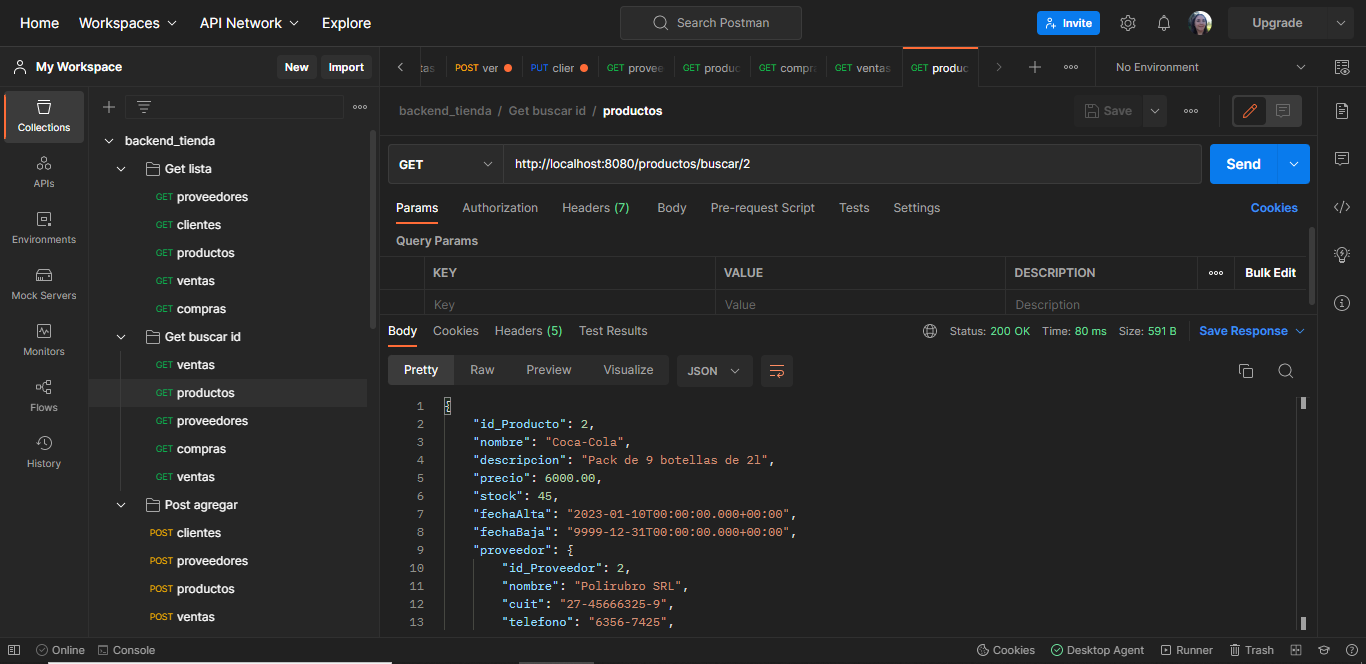 Home Workspaces API Network Explore Search Postman Invite Upgrade
My Workspace New Import
tas POST ver PUT clier GET provee GET produc GET compra GET ventas GET produc No Environment
backend_tienda / Get buscar id / productos Save
GET http://localhost:8080/productos/buscar/2 Send
Params Authorization Headers (7) Body Pre-request Script Tests Settings Cookies
Query Params
KEY VALUE DESCRIPTION Bulk Edit
Key Value Description
Body Cookies Headers (5) Test Results Status: 200 OK Time: 80 ms Size: 591 B Save Response
Pretty Raw Preview Visualize JSON
1 {
2 "id_Producto": 2,
3 "nombre": "Coca-Cola",
4 "descripcion": "Pack de 9 botellas de 2l",
5 "precio": 6000.00,
6 "stock": 45,
7 "fechaAlta": "2023-01-10T00:00:00.000+00:00",
8 "fechaBaja": "9999-12-31T00:00:00.000+00:00",
9 "proveedor": {
10 "id_Proveedor": 2,
11 "nombre": "Polirubro SRL",
12 "cuit": "27-45666325-9",
13 "telefono": "6356-7425",
Collections
APIs
Environments
Mock Servers
Monitors
Flows
History
backend_tienda
Get lista
GET proveedores
GET clientes
GET productos
GET ventas
GET compras
Get buscar id
GET ventas
GET productos
GET proveedores
GET compras
GET ventas
Post agregar
POST clientes
POST proveedores
POST productos
POST ventas
Online Console Cookies Desktop Agent Runner Trash